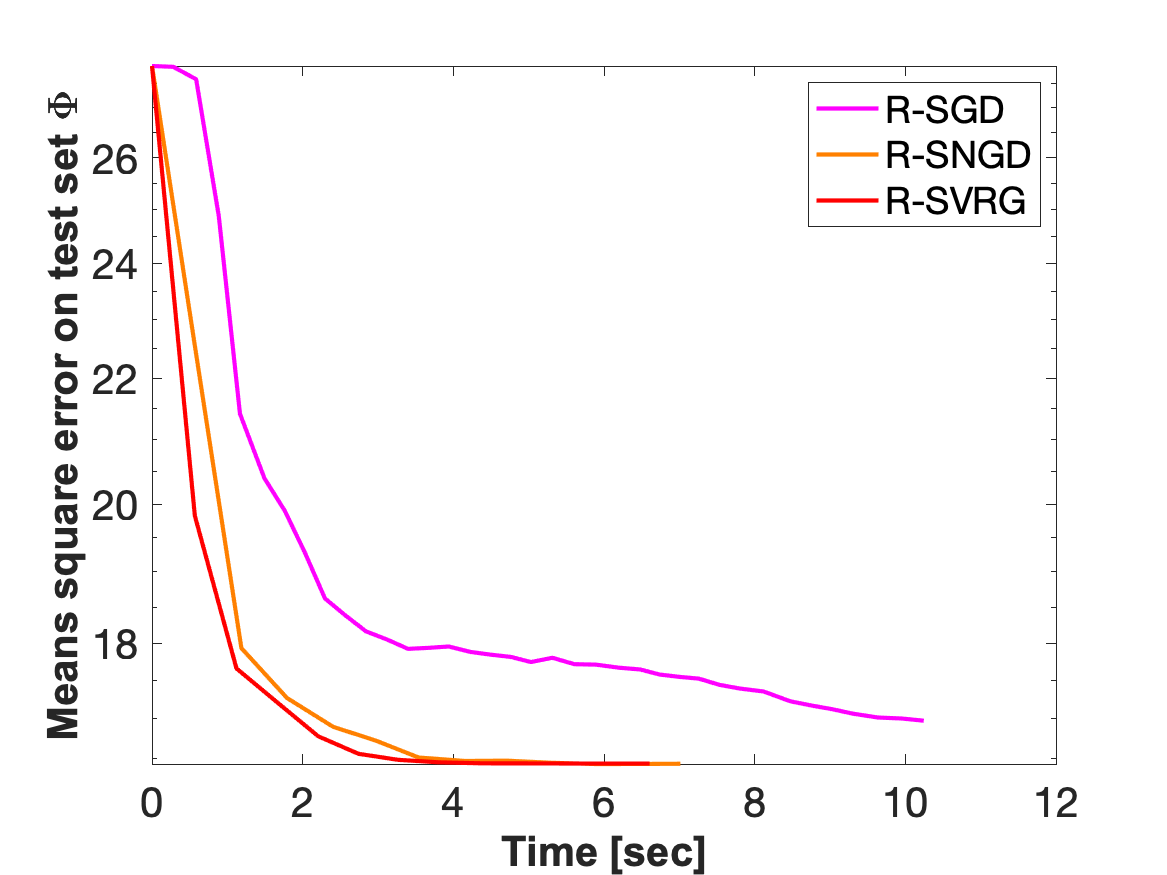 R-SGD
R-SNGD
R-SVRG
Means square error on test set Φ
26
24
22
20
18
0 2 4 6 8 10 12
Time [sec]